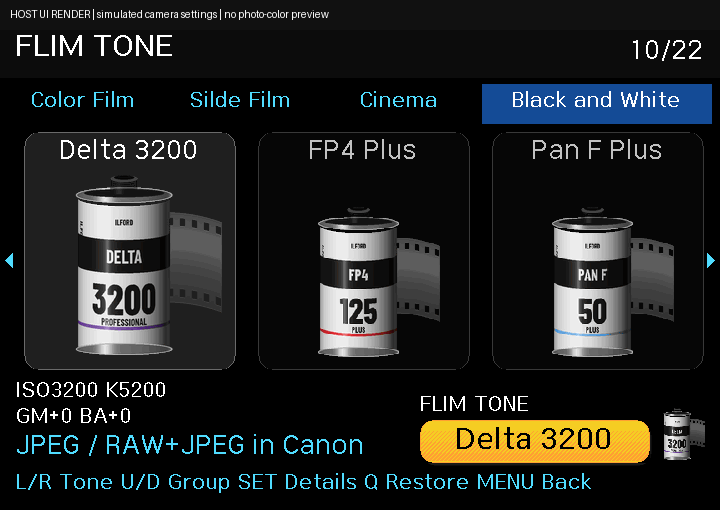 HOST UI RENDER | simulated camera settings | no photo-color preview
FLIM TONE
10/22
Color Film
Silde Film
Cinema
Black and White
Delta 3200
FP4 Plus
Pan F Plus
ILFORD
DELTA
3200
PROFESSIONAL
ILFORD
FP4
125
PLUS
ILFORD
PAN F
50
PLUS
ISO3200 K5200
GM+0 BA+0
JPEG / RAW+JPEG in Canon
FLIM TONE
Delta 3200
DELTA
3200
L/R Tone U/D Group SET Details Q Restore MENU Back